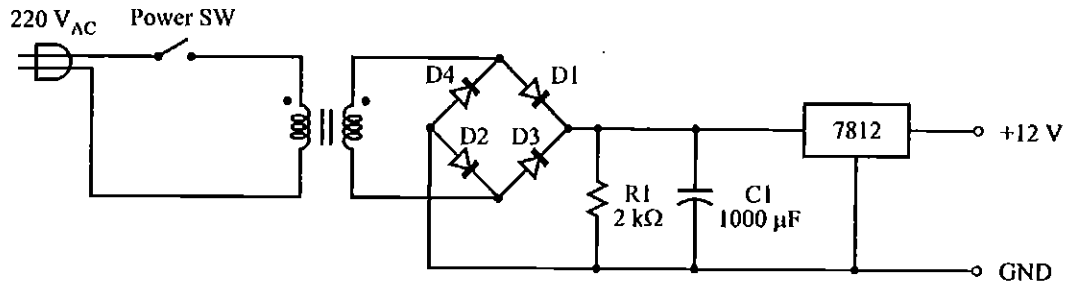 220 V_AC Power SW
D4 D1
D2 D3
7812
+12 V
R1
2 kΩ
C1
1000 µF
GND